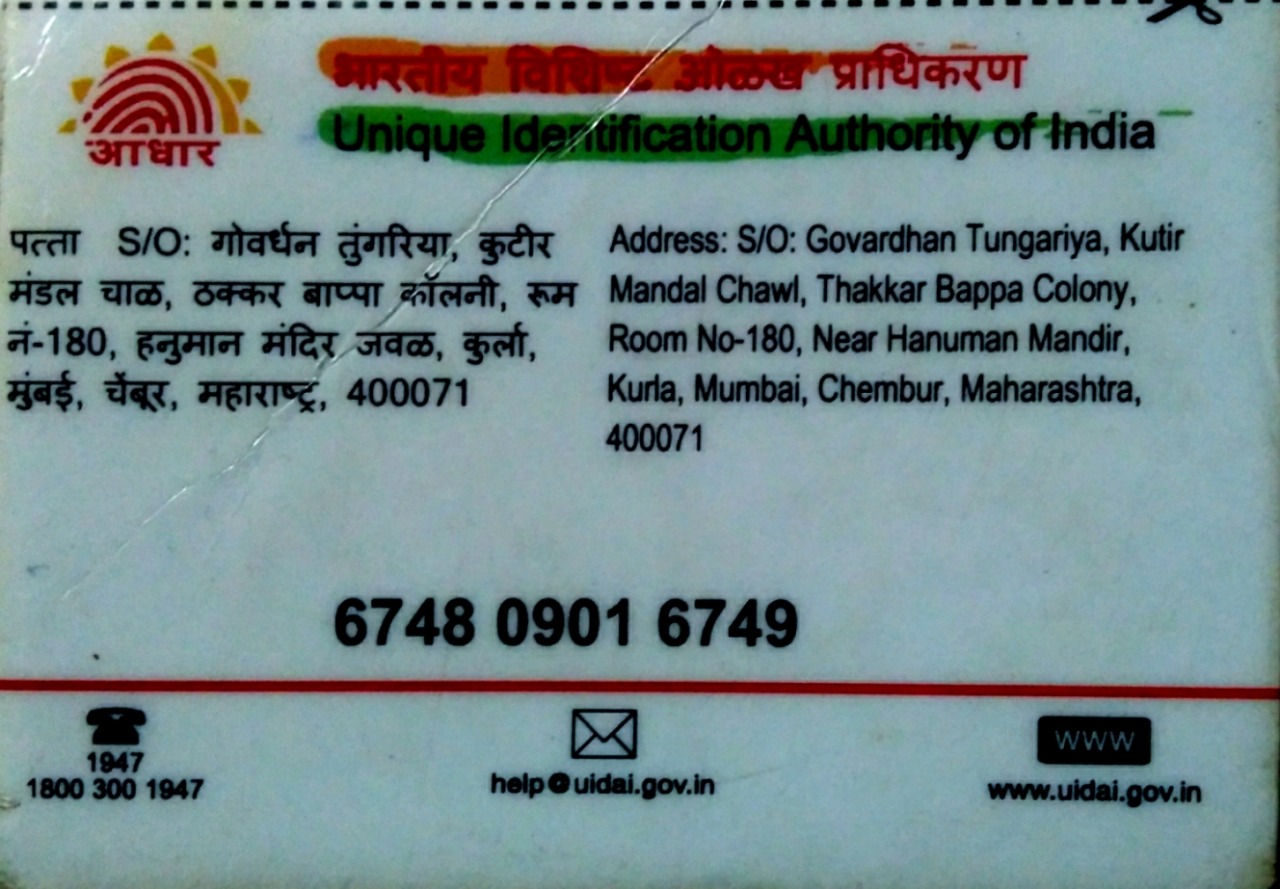 भारतीय विशिष्ट ओळख प्राधिकरण
Unique Identification Authority of India
आधार
पत्ता S/O: गोवर्धन तुंगरिया, कुटीर
मंडल चाळ, ठक्कर बाप्पा कॉलनी, रूम
नं-180, हनुमान मंदिर जवळ, कुर्ला,
मुंबई, चेंबूर, महाराष्ट्र, 400071
Address: S/O: Govardhan Tungariya, Kutir
Mandal Chawl, Thakkar Bappa Colony,
Room No-180, Near Hanuman Mandir,
Kurla, Mumbai, Chembur, Maharashtra,
400071
6748 0901 6749
1947
1800 300 1947
help@uidai.gov.in
WWW
www.uidai.gov.in